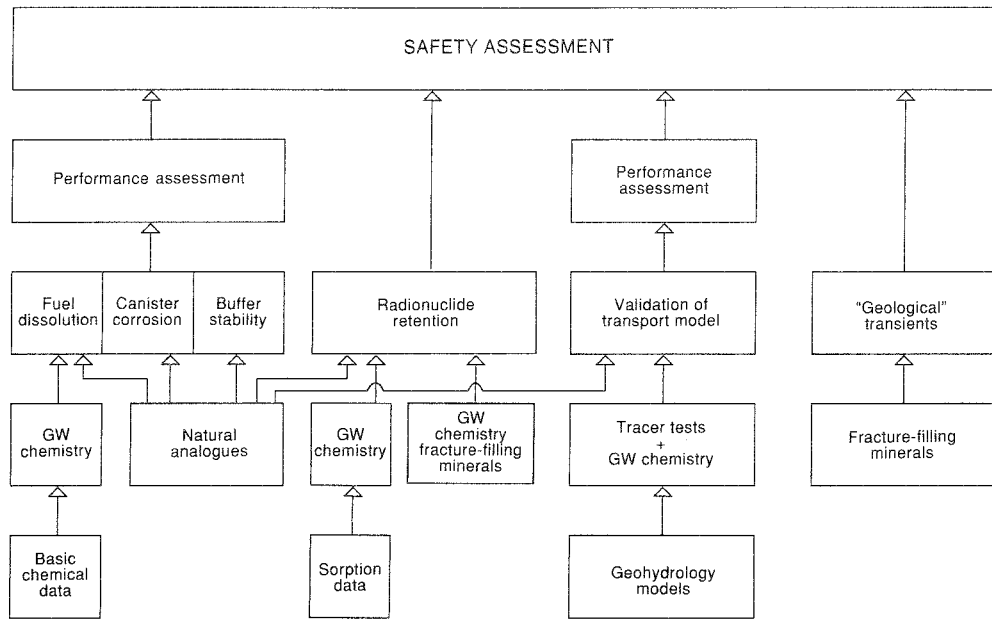 SAFETY ASSESSMENT
Performance assessment
Performance
assessment
Fuel
dissolution
Canister
corrosion
Buffer
stability
Radionuclide
retention
Validation of
transport model
"Geological"
transients
GW
chemistry
Natural
analogues
GW
chemistry
GW
chemistry
fracture-filling
minerals
Tracer tests
+
GW chemistry
Fracture-filling
minerals
Basic
chemical
data
Sorption
data
Geohydrology
models